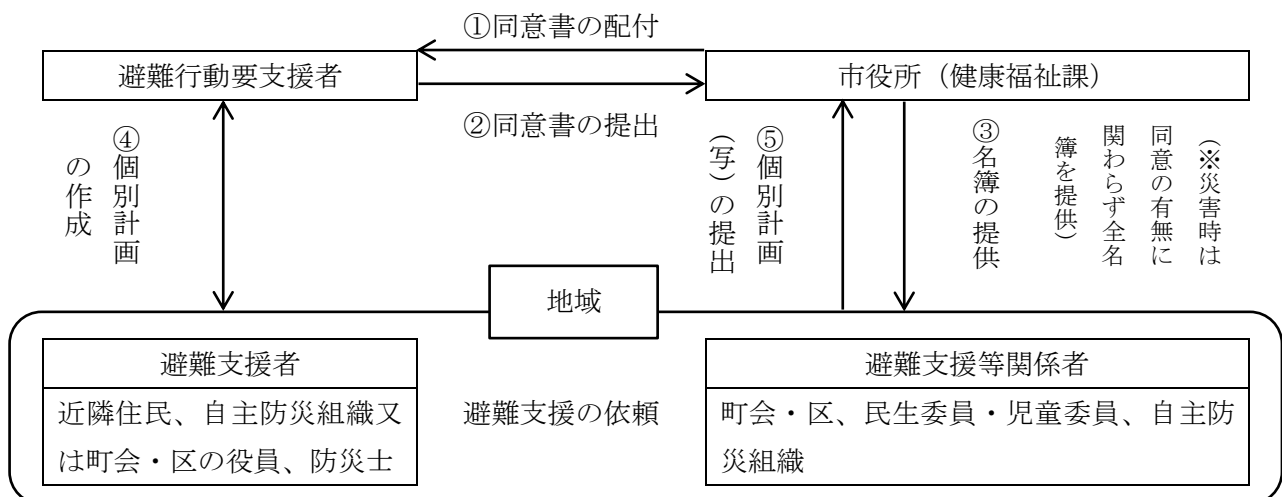 ①同意書の配付
避難行動要支援者
市役所（健康福祉課）
②同意書の提出
④個別計画
の作成
⑤個別計画
（写）の提出
③名簿の提供
（※災害時は
同意の有無に
関わらず全名
簿を提供）
地域
避難支援者
近隣住民、自主防災組織又
は町会・区の役員、防災士
避難支援の依頼
避難支援等関係者
町会・区、民生委員・児童委員、自主防
災組織